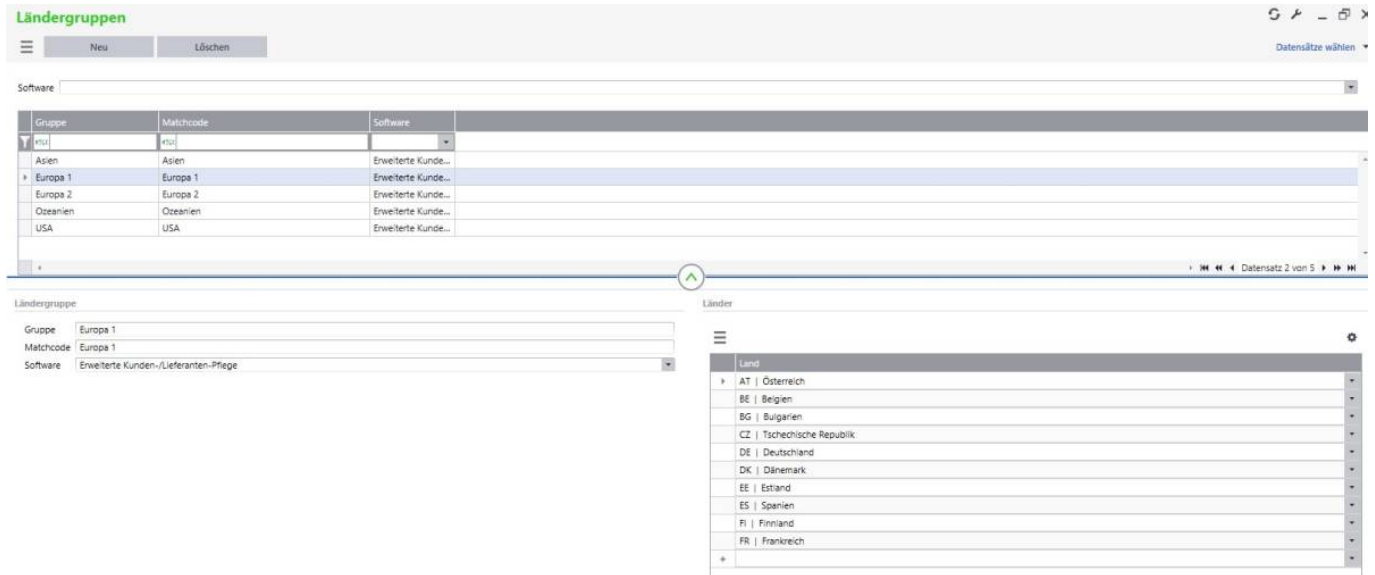 Ländergruppen
Neu Löschen Datensätze wählen
Software
Gruppe Matchcode Software
Asien Asien Erweiterte Kunde...
Europa 1 Europa 1 Erweiterte Kunde...
Europa 2 Europa 2 Erweiterte Kunde...
Ozeanien Ozeanien Erweiterte Kunde...
USA USA Erweiterte Kunde...
Datensatz 2 von 5
Ländergruppe
Gruppe Europa 1
Matchcode Europa 1
Software Erweiterte Kunden-/Lieferanten-Pflege
Länder
Land
AT | Österreich
BE | Belgien
BG | Bulgarien
CZ | Tschechische Republik
DE | Deutschland
DK | Dänemark
EE | Estland
ES | Spanien
FI | Finnland
FR | Frankreich